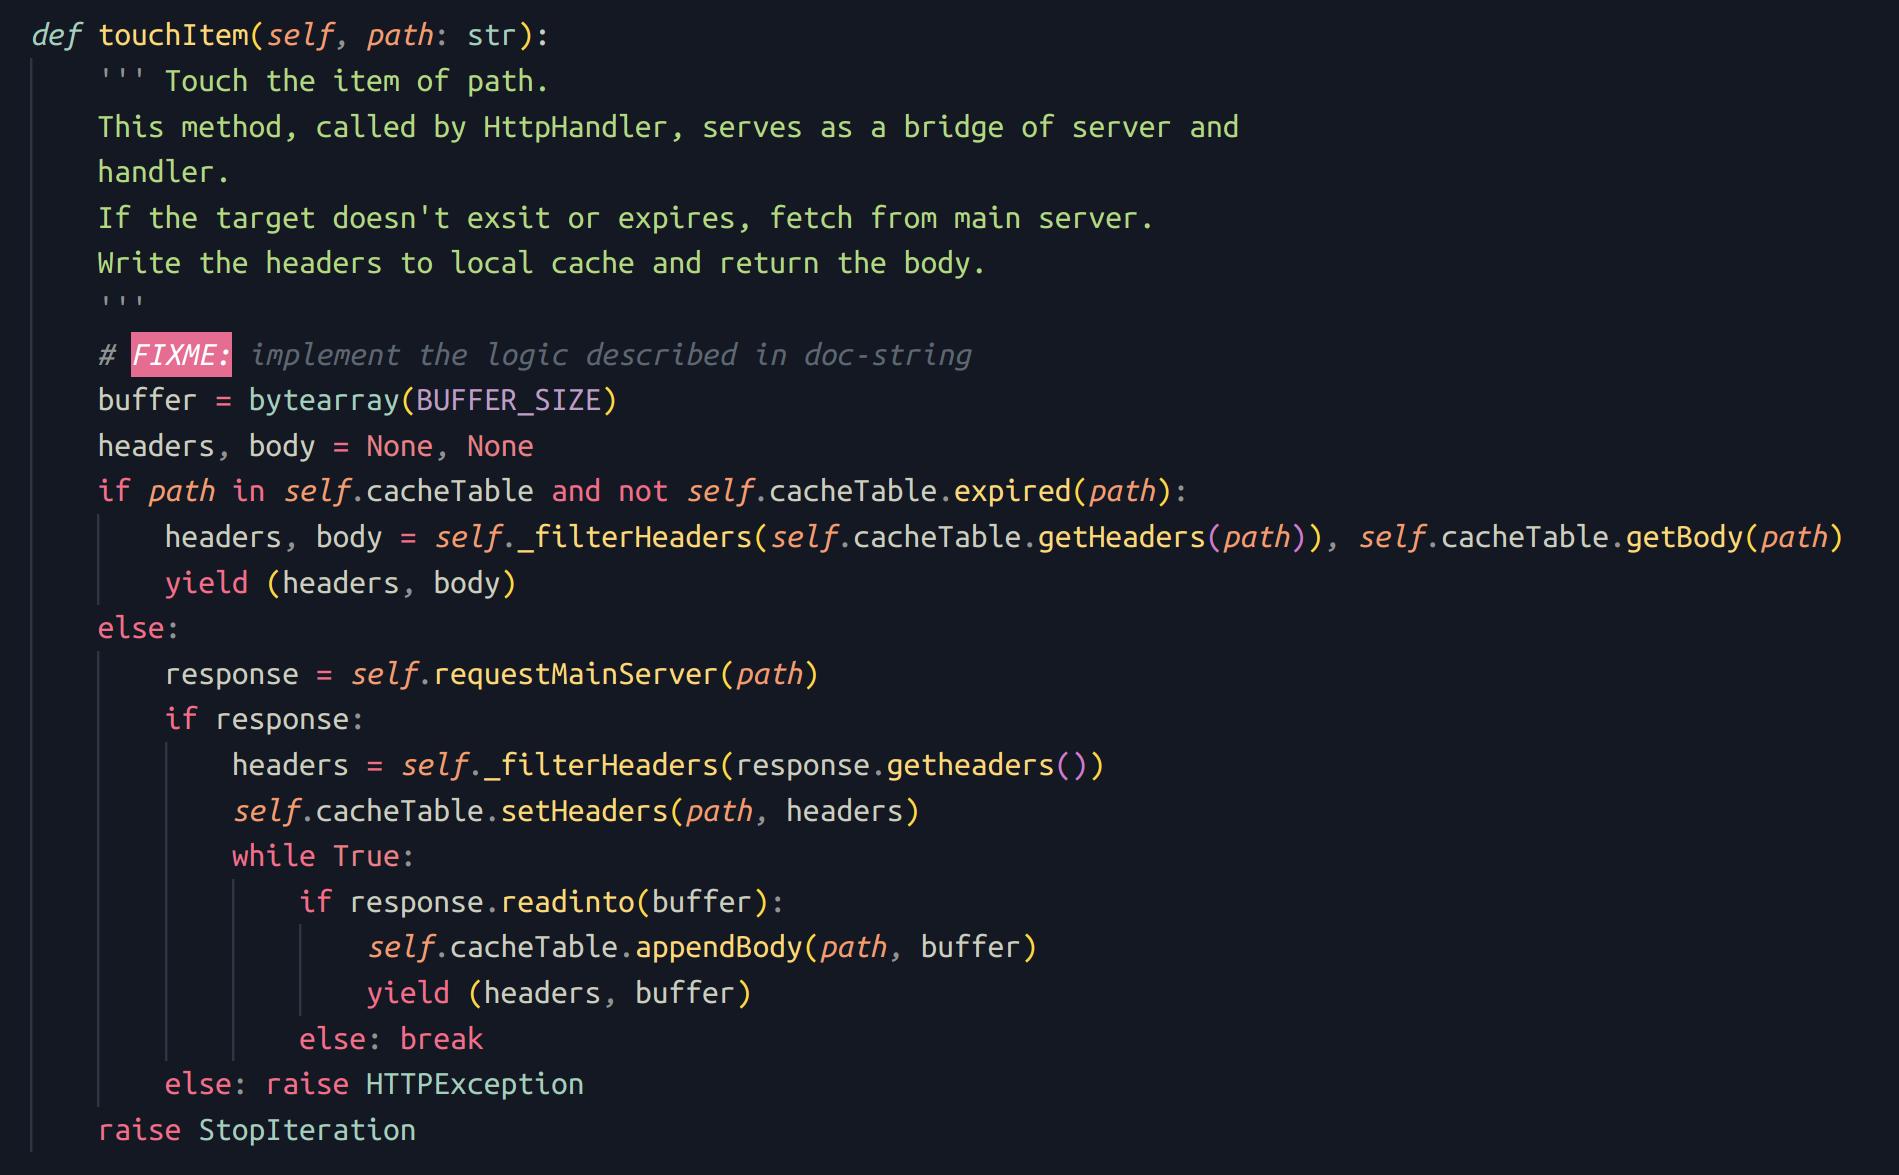 def touchItem(self, path: str):
    ''' Touch the item of path.
    This method, called by HttpHandler, serves as a bridge of server and
    handler.
    If the target doesn't exsit or expires, fetch from main server.
    Write the headers to local cache and return the body.
    '''
    # FIXME: implement the logic described in doc-string
    buffer = bytearray(BUFFER_SIZE)
    headers, body = None, None
    if path in self.cacheTable and not self.cacheTable.expired(path):
        headers, body = self._filterHeaders(self.cacheTable.getHeaders(path)), self.cacheTable.getBody(path)
        yield (headers, body)
    else:
        response = self.requestMainServer(path)
        if response:
            headers = self._filterHeaders(response.getheaders())
            self.cacheTable.setHeaders(path, headers)
            while True:
                if response.readinto(buffer):
                    self.cacheTable.appendBody(path, buffer)
                    yield (headers, buffer)
                else: break
        else: raise HTTPException
    raise StopIteration